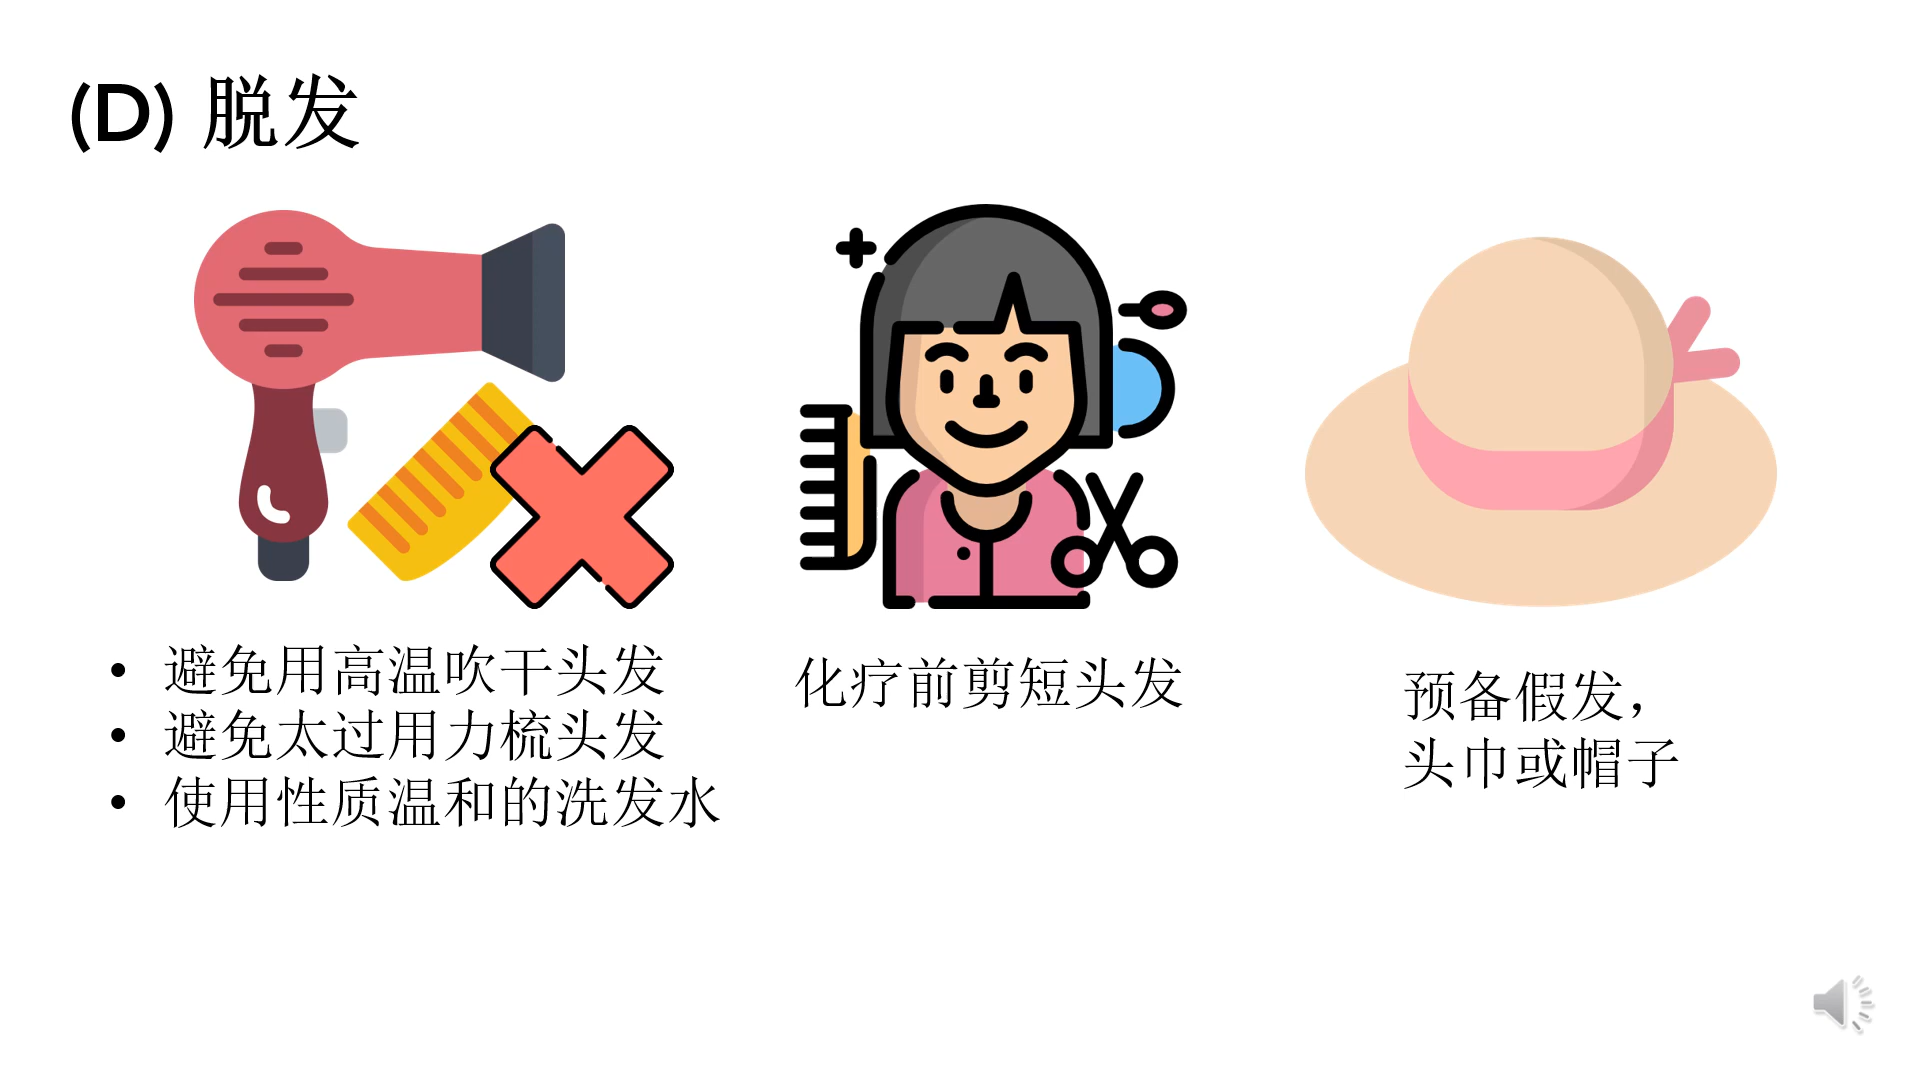 (D) 脱发
• 避免用高温吹干头发
• 避免太过用力梳头发
• 使用性质温和的洗发水
化疗前剪短头发
预备假发，
头巾或帽子